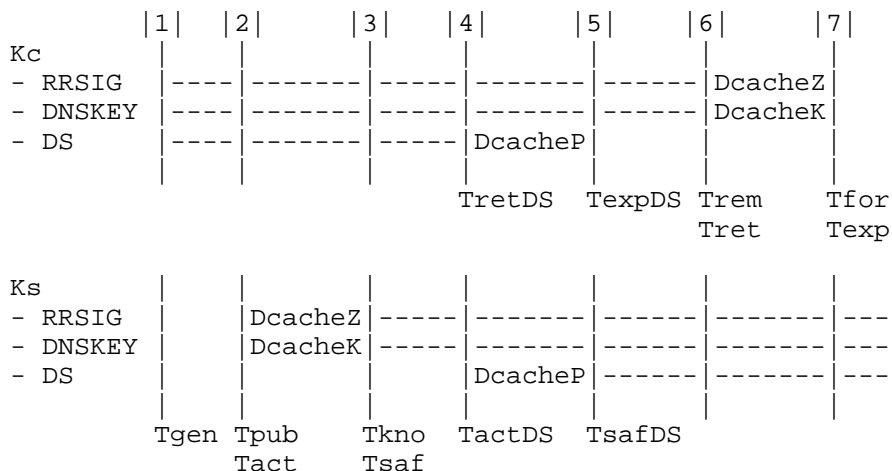 |1|  |2|     |3|   |4|     |5|    |6|     |7|
Kc        |    |       |     |       |      |       |
- RRSIG   |----|-------|-----|-------|------|DcacheZ|
- DNSKEY  |----|-------|-----|-------|------|DcacheK|
- DS      |----|-------|-----|DcacheP|      |       |
          |    |       |     |       |      |       |
                             TretDS  TexpDS Trem    Tfor
                                            Tret    Texp
Ks        |    |       |     |       |      |       |
- RRSIG   |    |DcacheZ|-----|-------|------|-------|---
- DNSKEY  |    |DcacheK|-----|-------|------|-------|---
- DS      |    |       |     |DcacheP|------|-------|---
          |    |       |     |       |      |       |
          Tgen Tpub    Tkno  TactDS  TsafDS
               Tact    Tsaf